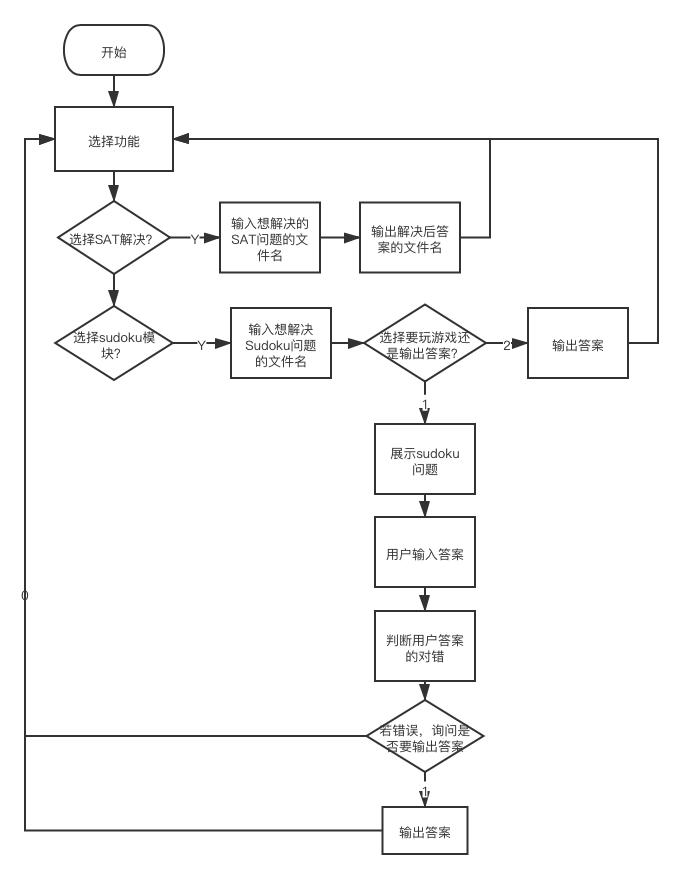 开始
选择功能
选择SAT解决?
Y
输入想解决的
SAT问题的文
件名
输出解决后答
案的文件名
选择sudoku模
块?
Y
输入想解决
Sudoku问题
的文件名
选择要玩游戏还
是输出答案?
2
输出答案
1
展示sudoku
问题
用户输入答案
0
判断用户答案
的对错
若错误，询问是
否要输出答案
1
输出答案